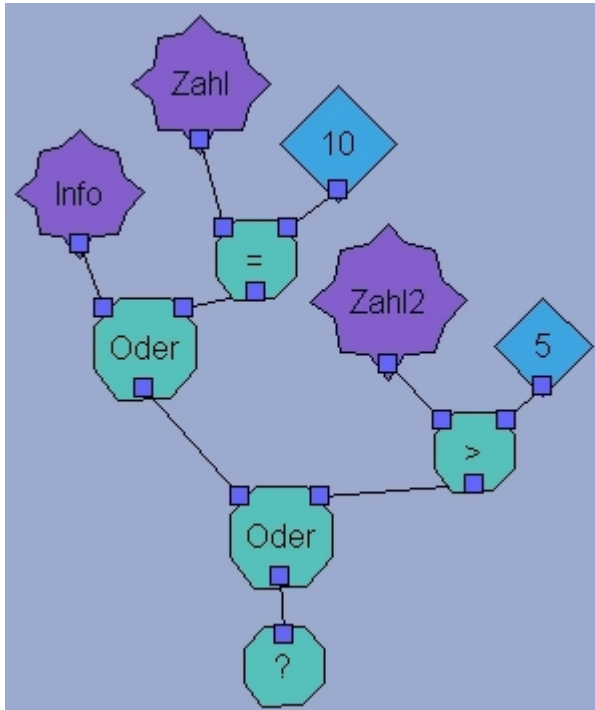 Zahl
10
Info
=
Zahl2
Oder
5
>
Oder
?